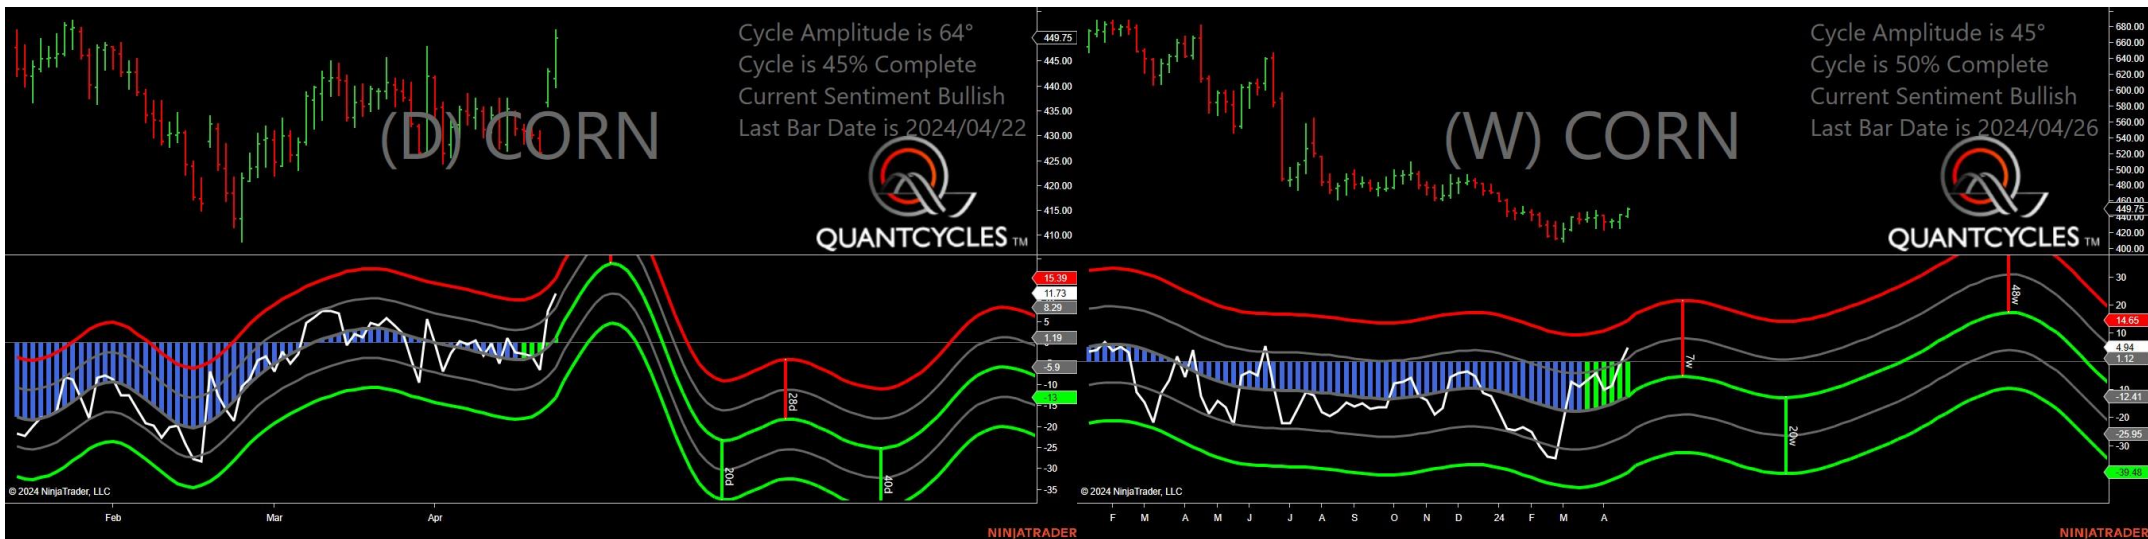 Cycle Amplitude is 64°
Cycle is 45% Complete
Current Sentiment Bullish
Last Bar Date is 2024/04/22
(D) CORN
QUANTCYCLES TM
449.75
445.00
440.00
435.00
430.00
425.00
420.00
415.00
410.00
15.39
11.73
8.29
5
1.19
-5.9
-10
-13
-15
-20
-25
-30
-35
28d
20d
40d
© 2024 NinjaTrader, LLC
Feb Mar Apr
NINJATRADER
Cycle Amplitude is 45°
Cycle is 50% Complete
Current Sentiment Bullish
Last Bar Date is 2024/04/26
(W) CORN
QUANTCYCLES TM
680.00
660.00
640.00
620.00
600.00
580.00
560.00
540.00
520.00
500.00
480.00
460.00
449.75
440.00
420.00
400.00
30
20
14.65
10
4.94
1.12
-12.41
-20
-25.95
-30
-39.48
7w
20w
48w
© 2024 NinjaTrader, LLC
F M A M J J A S O N D 24 F M A
NINJATRADER